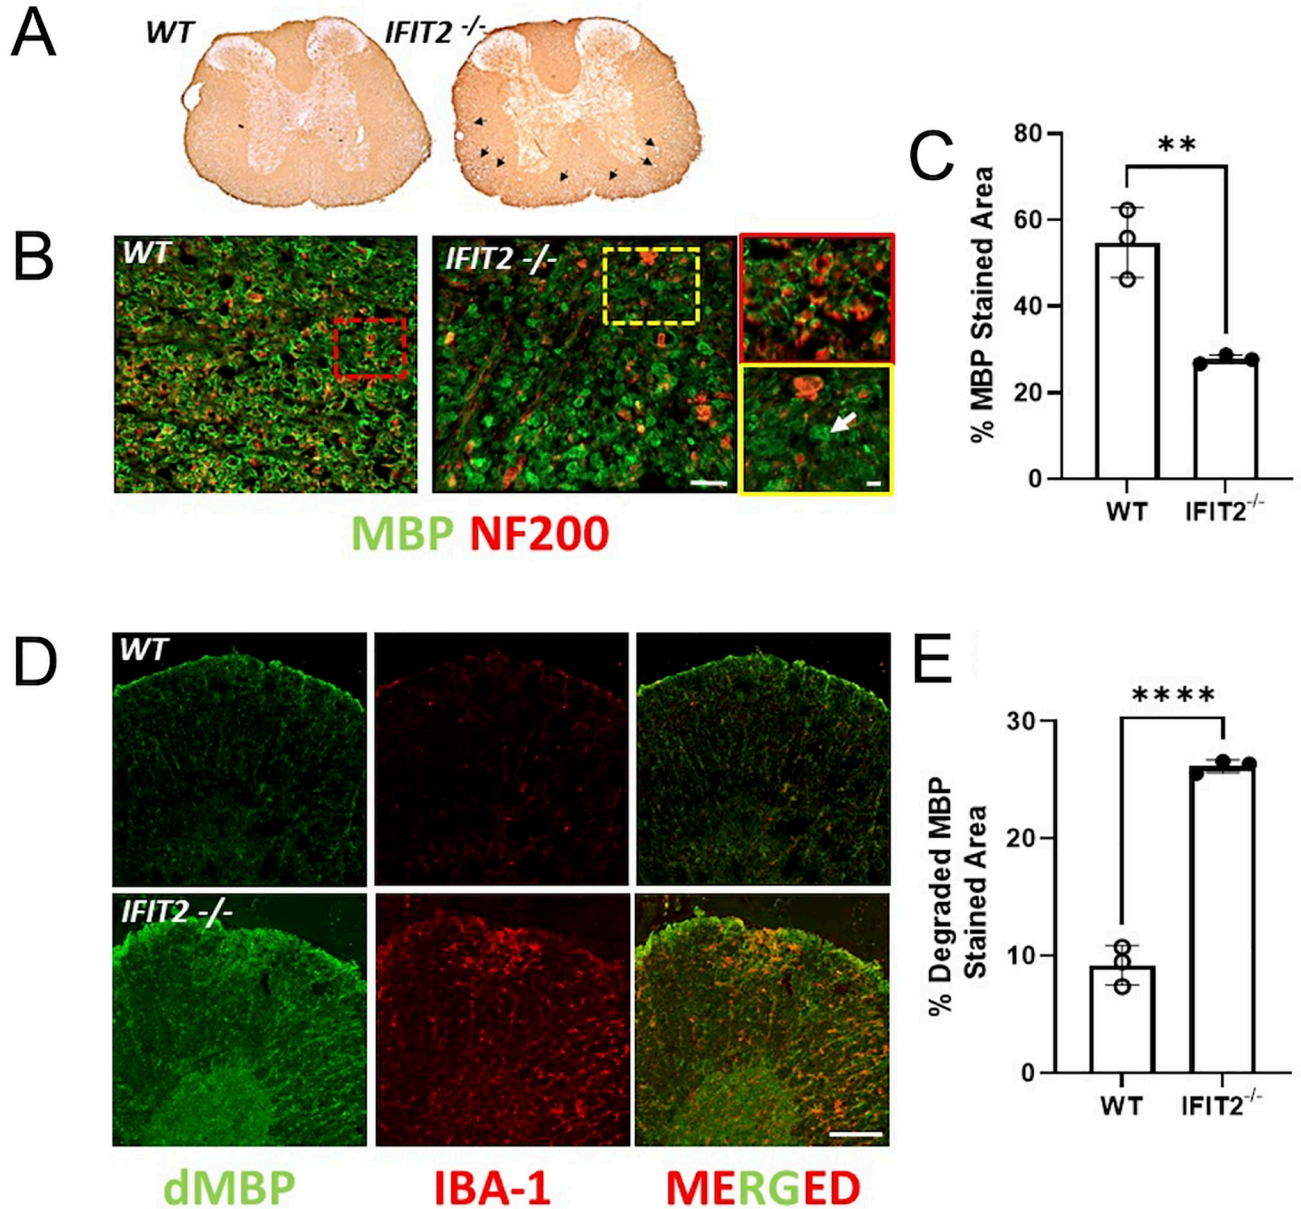 A
WT
IFIT2 -/-
B
WT
IFIT2 -/-
MBP NF200
C
% MBP Stained Area
80
60
40
20
0
**
WT
IFIT2-/-
D
WT
IFIT2 -/-
dMBP
IBA-1
MERGED
E
% Degraded MBP
Stained Area
30
20
10
0
****
WT
IFIT2-/-